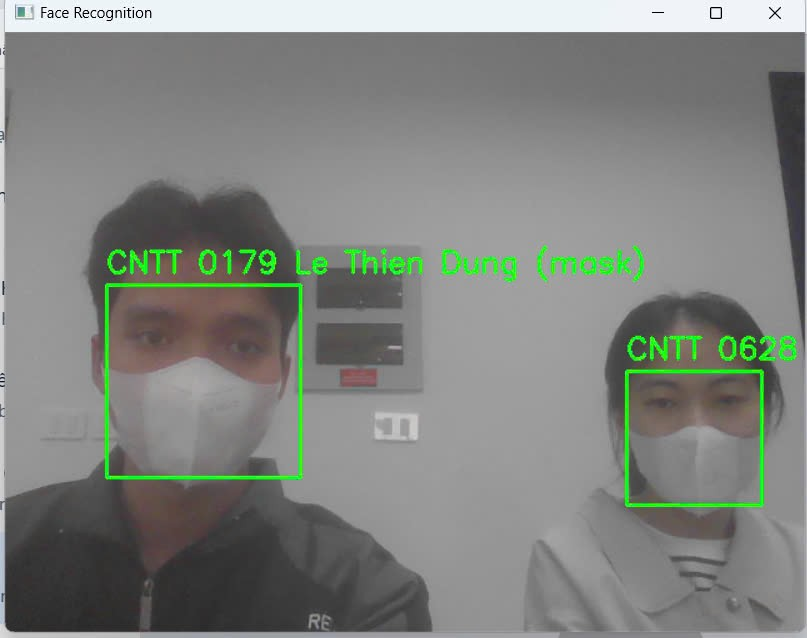 Face Recognition
CNTT 0179 Le Thien Dung (mask)
CNTT 0628
RE